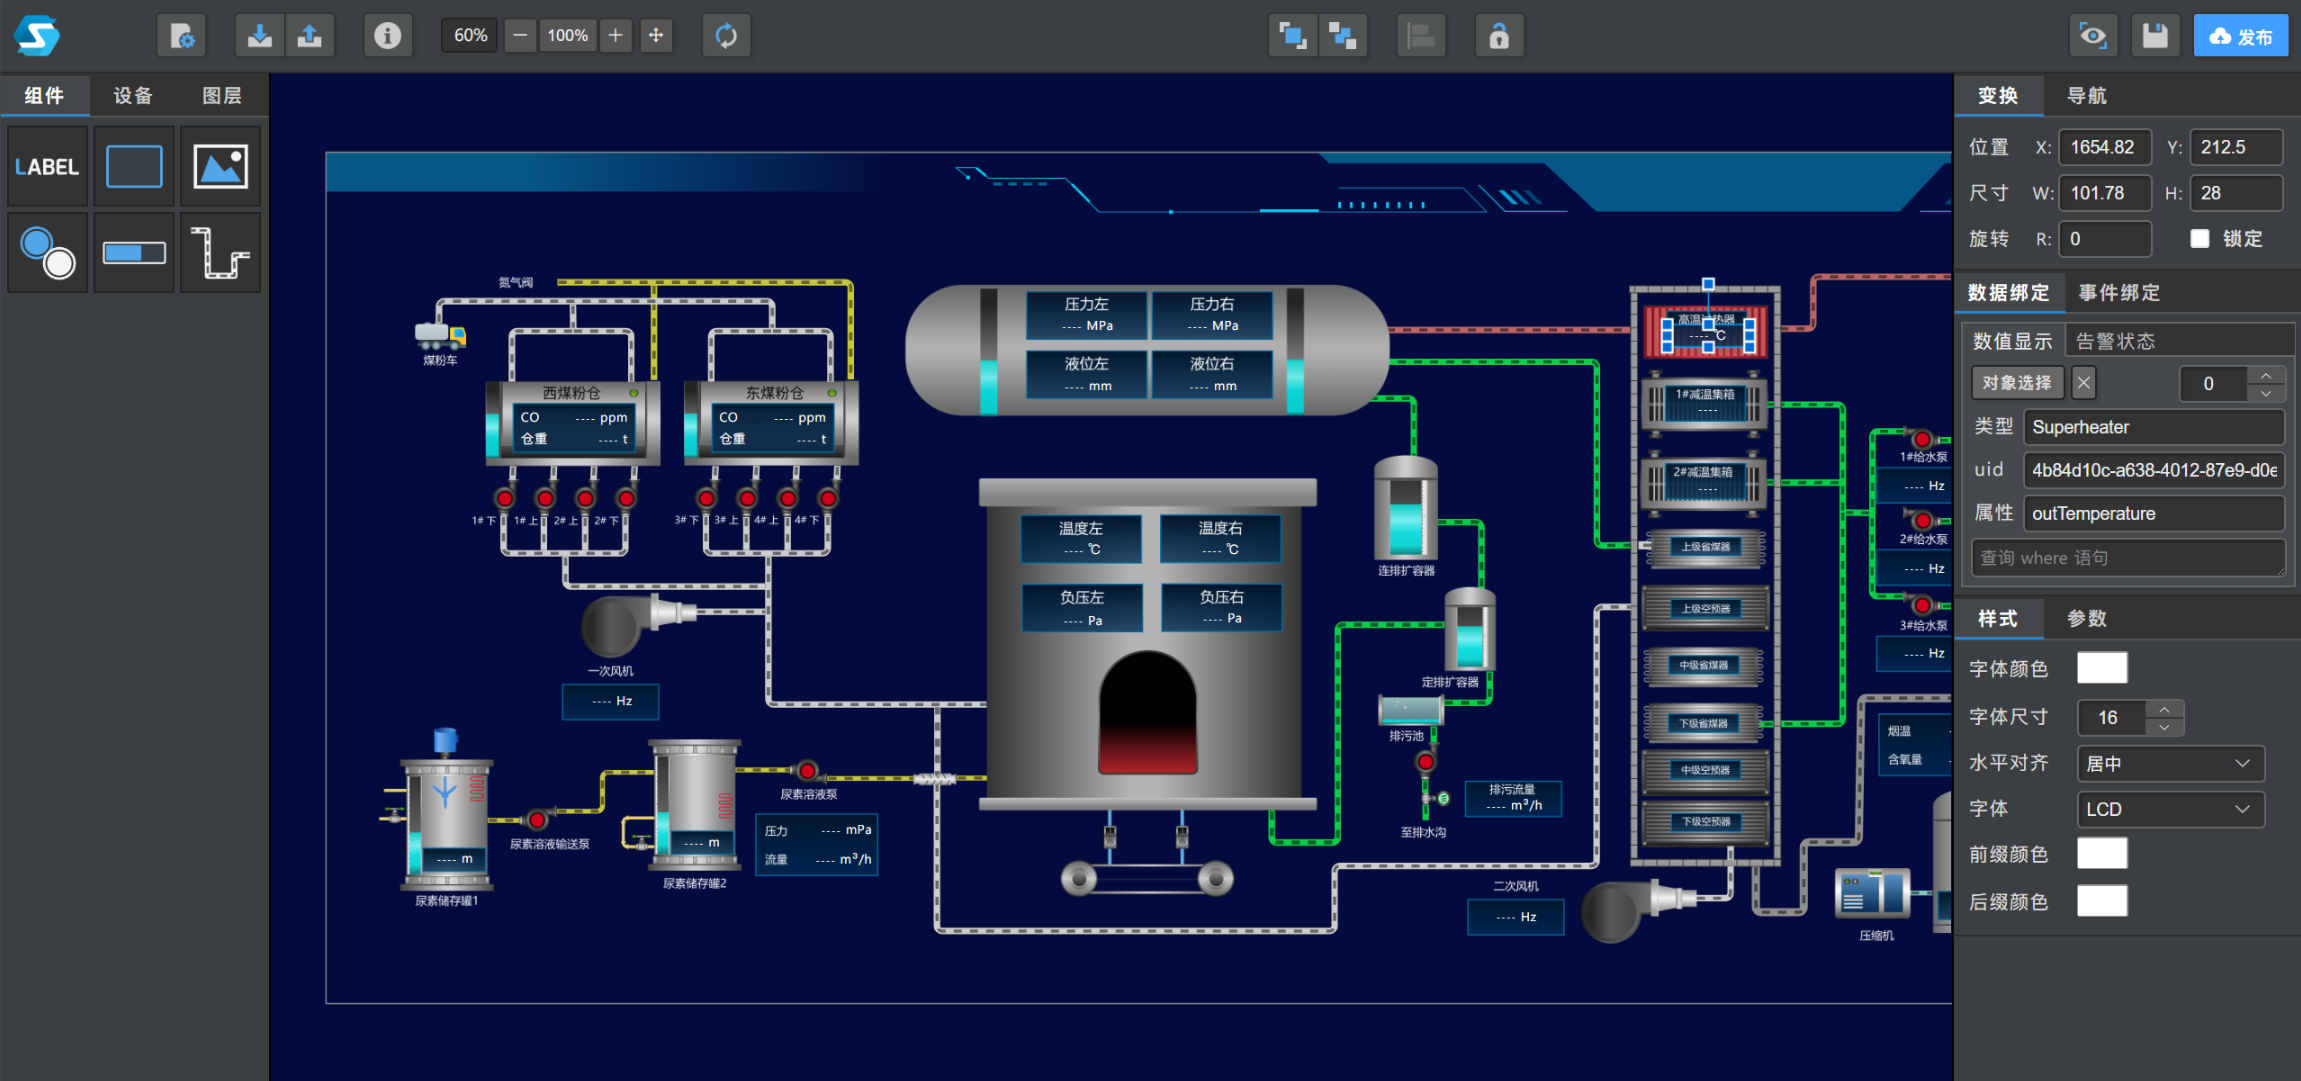 60%
100%
发布
组件 设备 图层
LABEL
变换 导航
位置 X: 1654.82 Y: 212.5
尺寸 W: 101.78 H: 28
旋转 R: 0 锁定
数据绑定 事件绑定
数值显示 告警状态
对象选择 0
类型 Superheater
uid 4b84d10c-a638-4012-87e9-d0e
属性 outTemperature
查询 where 语句
样式 参数
字体颜色
字体尺寸 16
水平对齐 居中
字体 LCD
前缀颜色
后缀颜色
氮气阀
煤粉车
西煤粉仓
CO ---- ppm
仓重 ---- t
东煤粉仓
CO ---- ppm
仓重 ---- t
1# 下 1# 上 2# 上 2# 下
3# 下 3# 上 4# 上 4# 下
压力左
---- MPa
压力右
---- MPa
液位左
---- mm
液位右
---- mm
温度左
---- ℃
温度右
---- ℃
负压左
---- Pa
负压右
---- Pa
一次风机
---- Hz
---- m
尿素储存罐1
尿素溶液输送泵
---- m
尿素储存罐2
尿素溶液泵
压力 ---- mPa
流量 ---- m³/h
连排扩容器
定排扩容器
排污池
至排水沟
排污流量
---- m³/h
二次风机
---- Hz
高温过热器
---- ℃
1#减温集箱
----
2#减温集箱
----
上级省煤器
上级空预器
中级省煤器
下级省煤器
中级空预器
下级空预器
1#给水泵
---- Hz
2#给水泵
---- Hz
3#给水泵
---- Hz
烟温 -
含氧量 -
压缩机